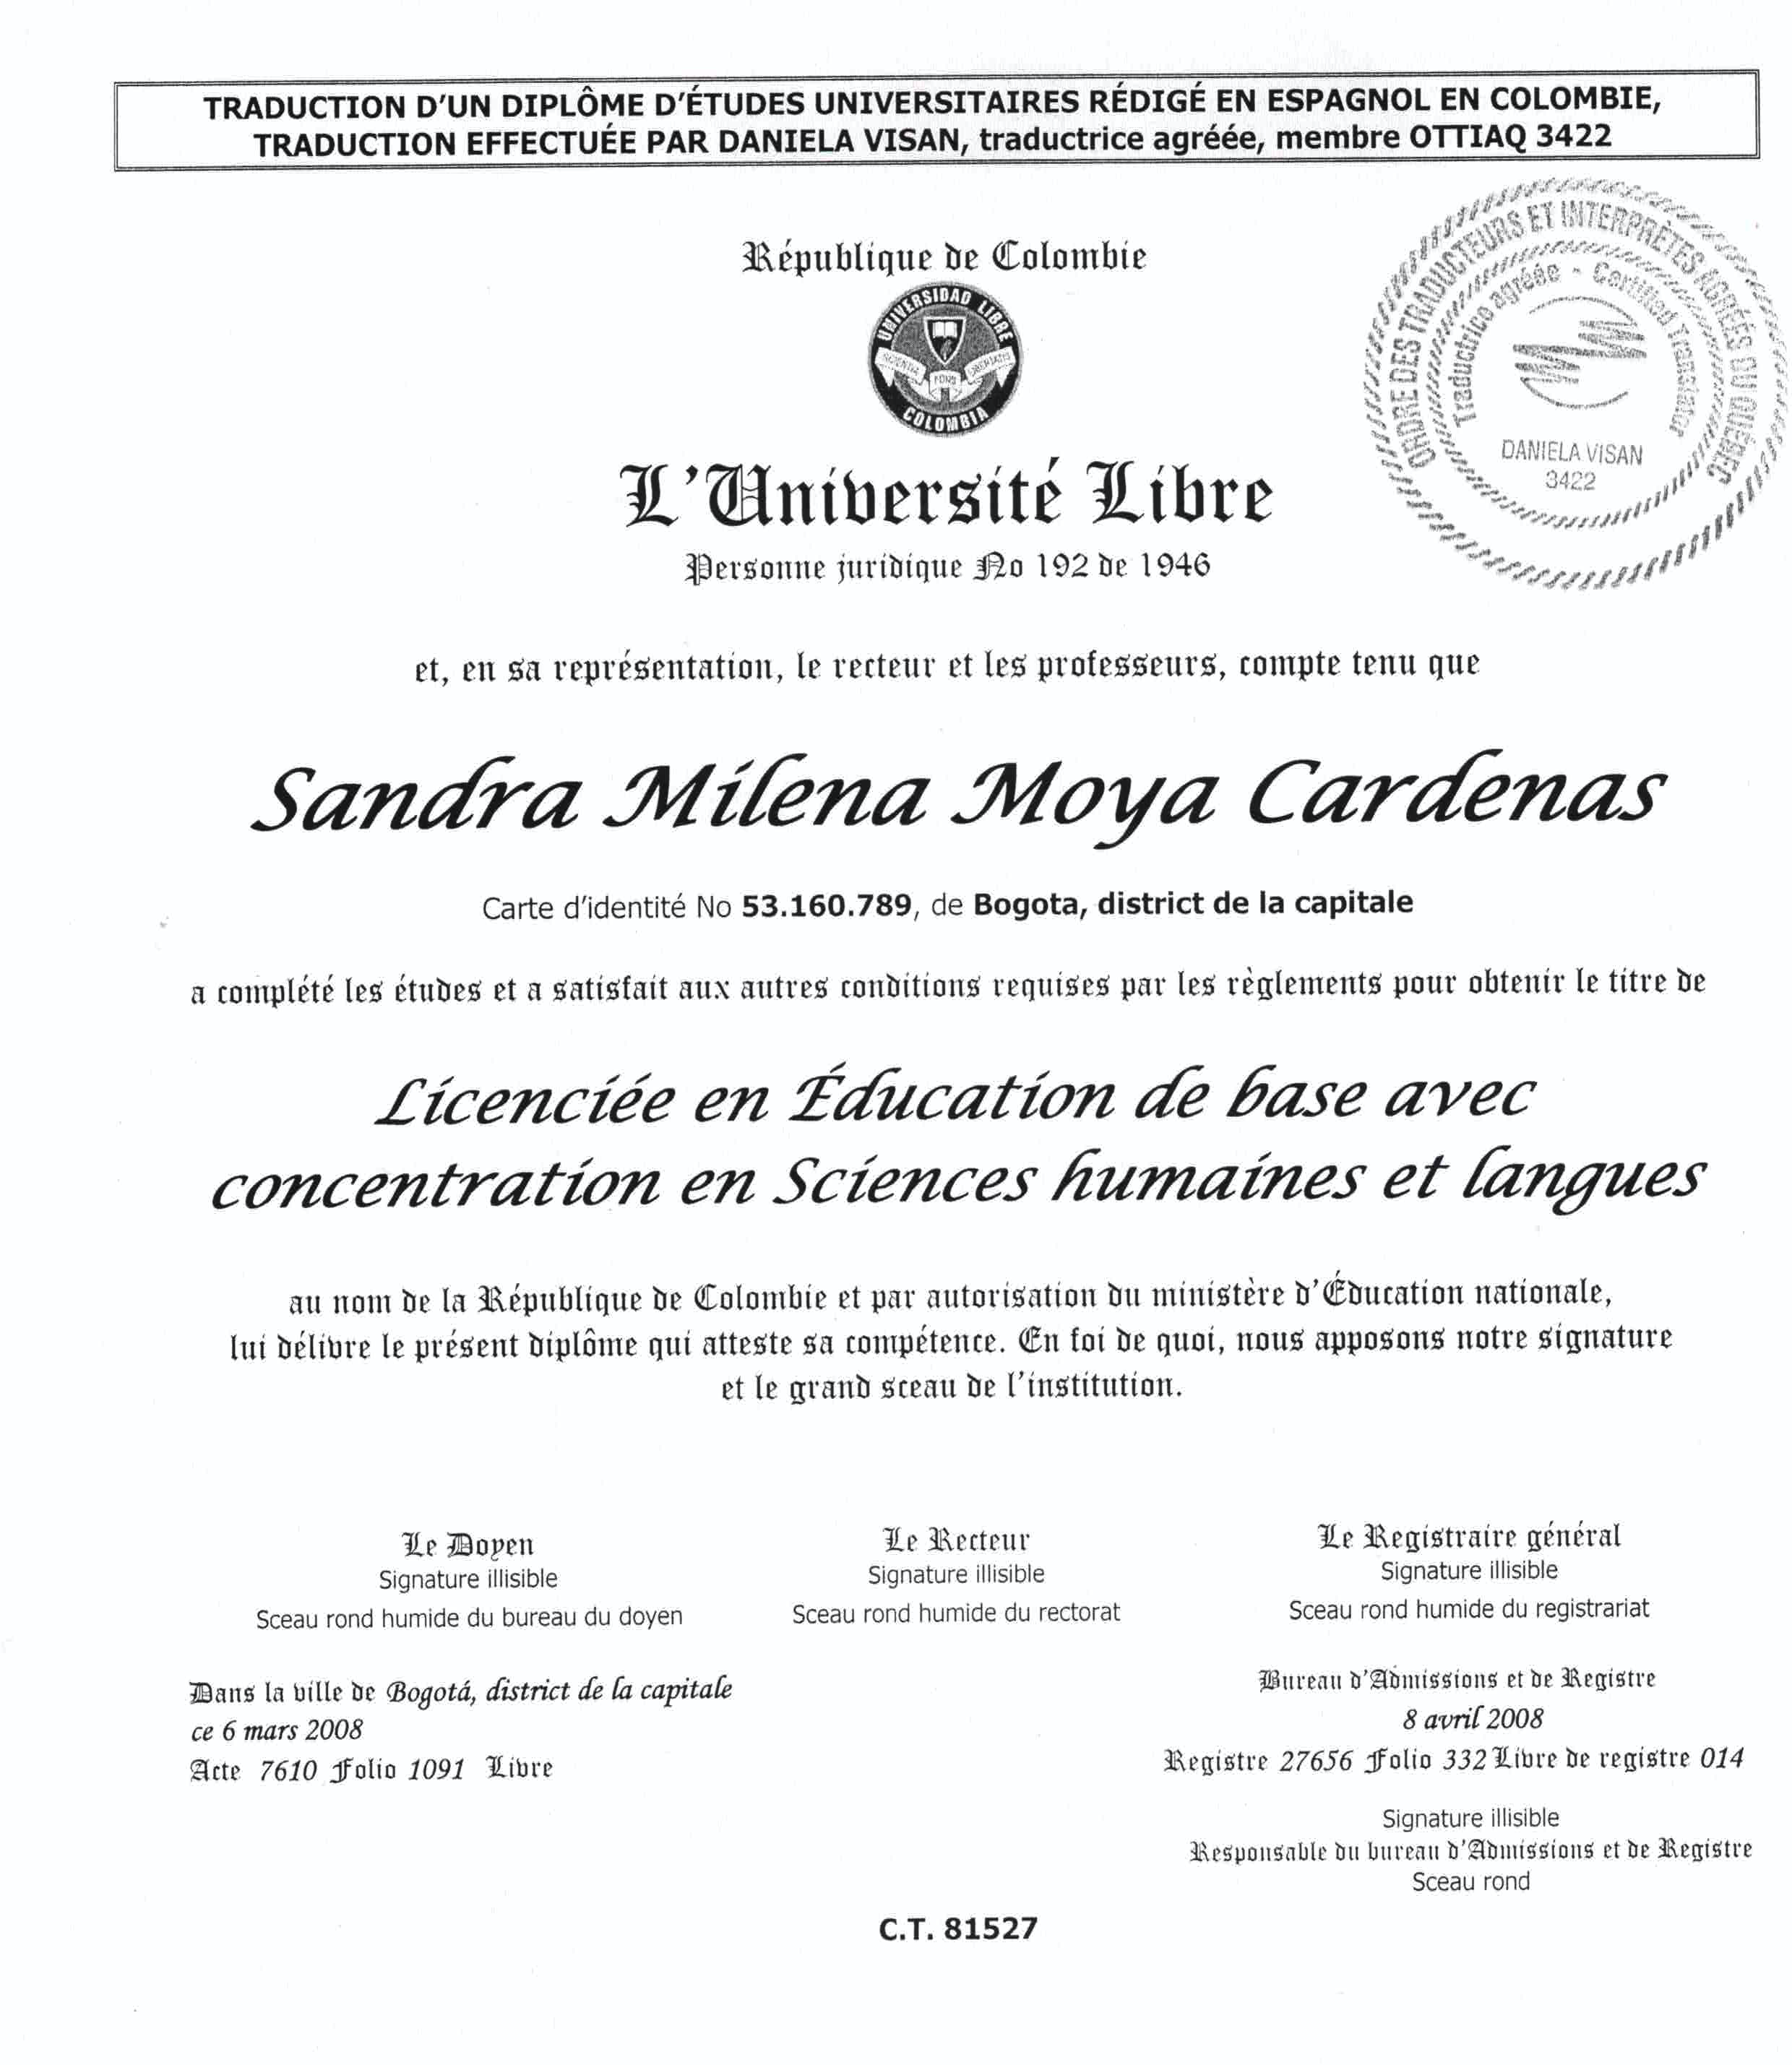 TRADUCTION D'UN DIPLÔME D'ÉTUDES UNIVERSITAIRES RÉDIGÉ EN ESPAGNOL EN COLOMBIE,
TRADUCTION EFFECTUÉE PAR DANIELA VISAN, traductrice agréée, membre OTTIAQ 3422
ORDRE DES TRADUCTEURS ET INTERPRÈTES AGRÉÉS DU QUÉBEC
Traductrice agréée - Certified Translator
DANIELA VISAN
3422
République de Colombie
UNIVERSIDAD LIBRE
SCIENTIA FONS LIBERTATIS
COLOMBIA
L'Université Libre
Personne juridique No 192 de 1946
et, en sa représentation, le recteur et les professeurs, compte tenu que
Sandra Milena Moya Cardenas
Carte d'identité No 53.160.789, de Bogota, district de la capitale
a complété les études et a satisfait aux autres conditions requises par les règlements pour obtenir le titre de
Licenciée en Éducation de base avec
concentration en Sciences humaines et langues
au nom de la République de Colombie et par autorisation du ministère d'Éducation nationale,
lui délivre le présent diplôme qui atteste sa compétence. En foi de quoi, nous apposons notre signature
et le grand sceau de l'institution.
Le Doyen
Signature illisible
Sceau rond humide du bureau du doyen
Le Recteur
Signature illisible
Sceau rond humide du rectorat
Le Registraire général
Signature illisible
Sceau rond humide du registrariat
Dans la ville de Bogotá, district de la capitale
ce 6 mars 2008
Acte 7610 Folio 1091 Livre
Bureau d'Admissions et de Registre
8 avril 2008
Registre 27656 Folio 332 Livre de registre 014
Signature illisible
Responsable du bureau d'Admissions et de Registre
Sceau rond
C.T. 81527